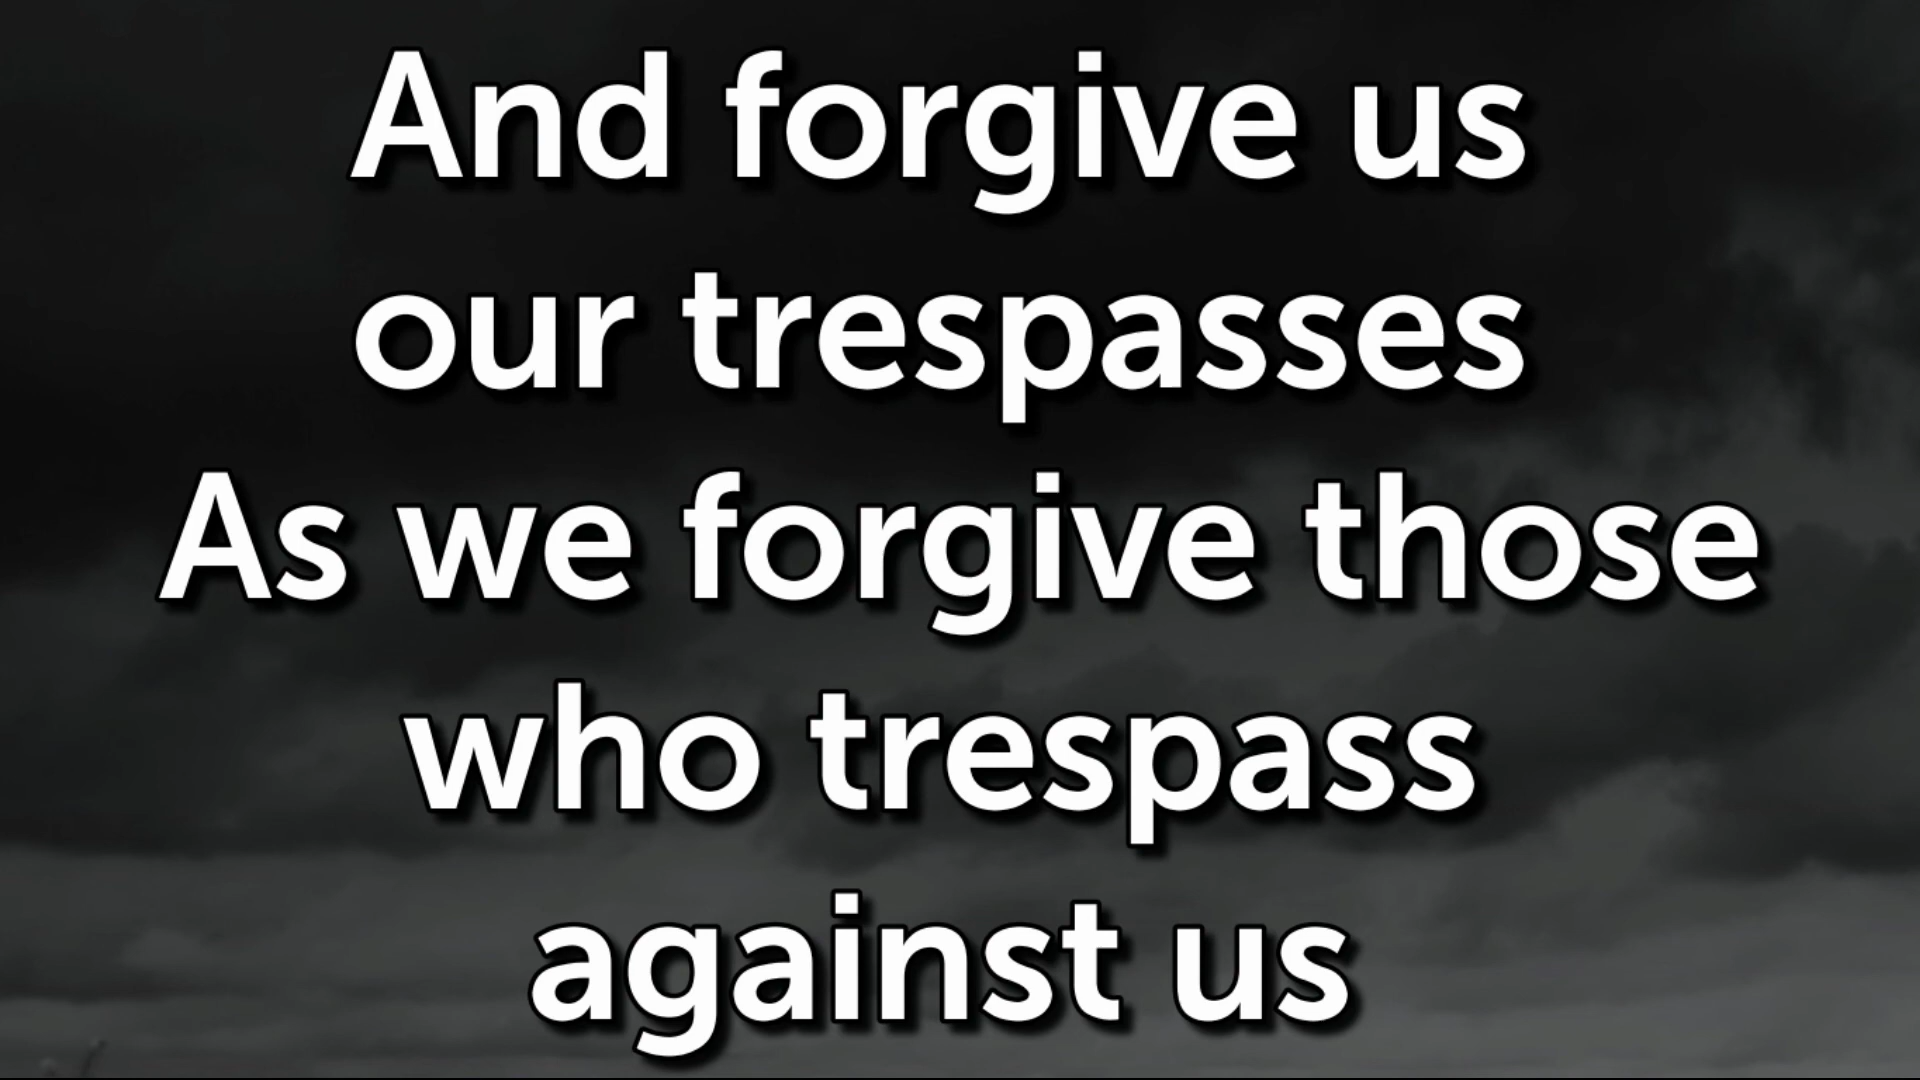 And forgive us
our trespasses
As we forgive those
who trespass
against us